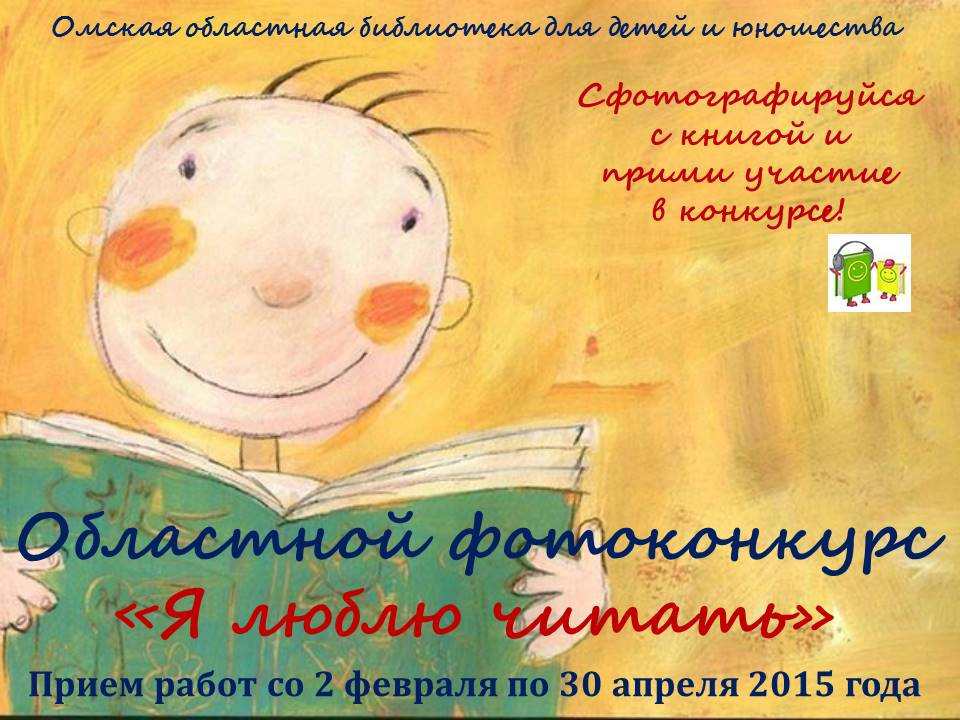 Омская областная библиотека для детей и юношества
Сфотографируйся
с книгой и
прими участие
в конкурсе!
Областной фотоконкурс
«Я люблю читать»
Прием работ со 2 февраля по 30 апреля 2015 года